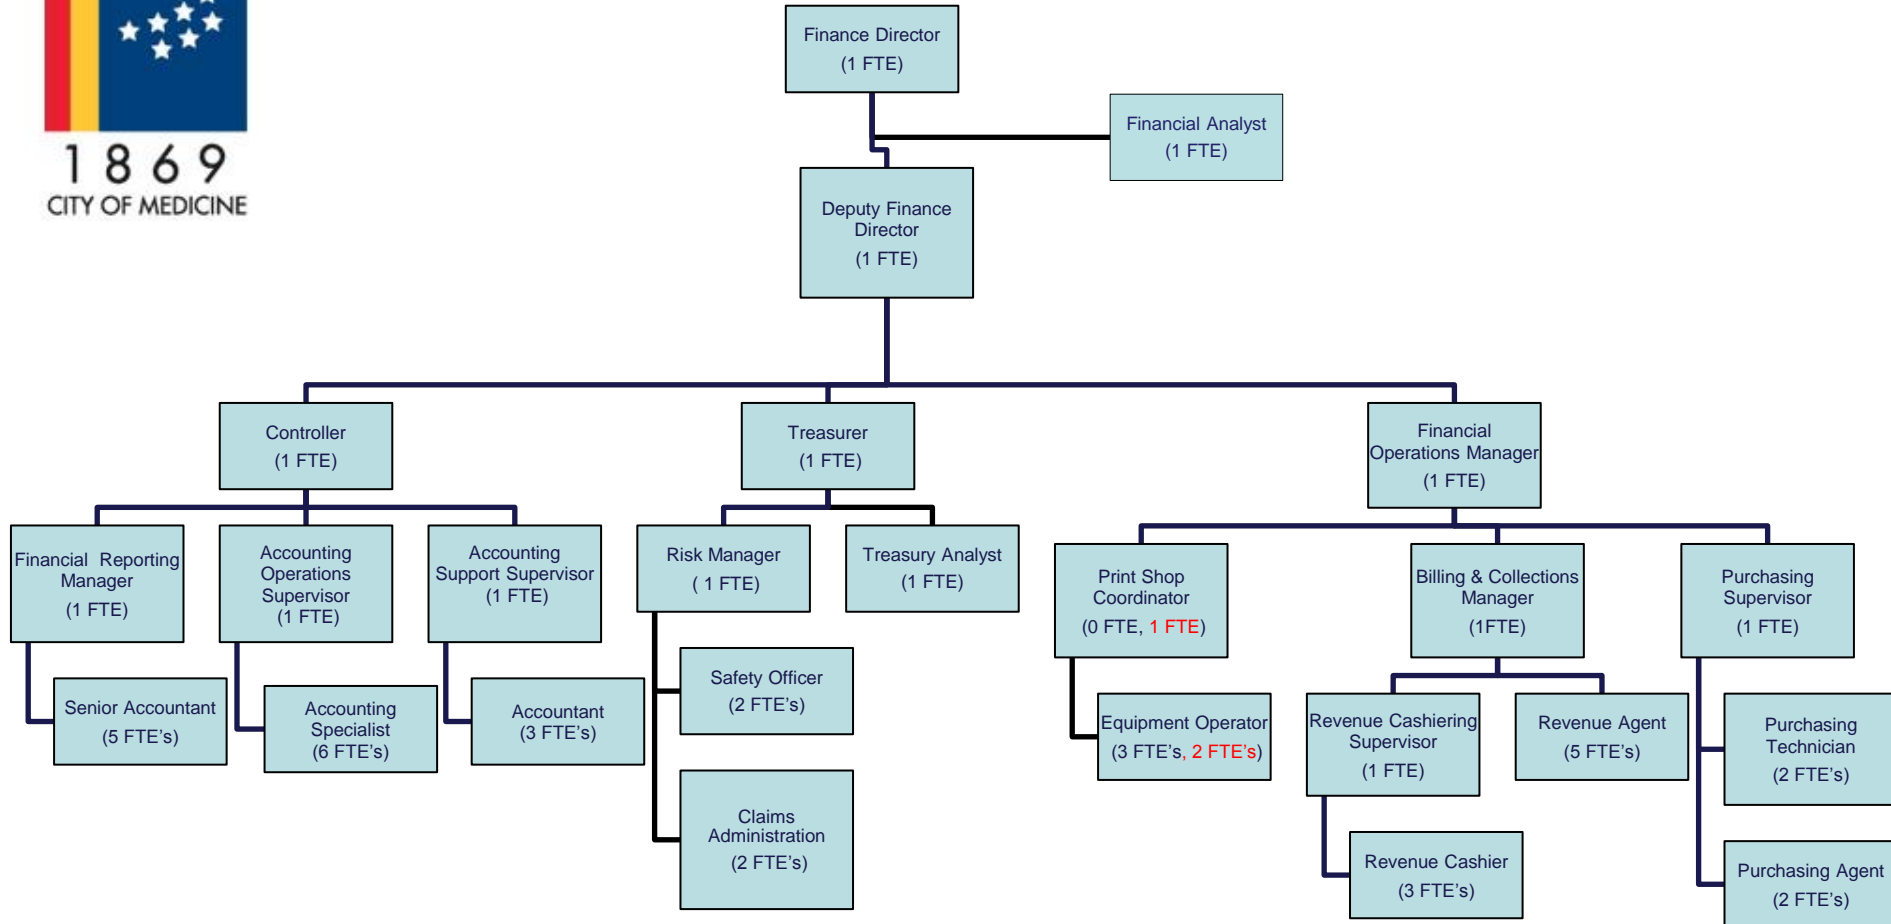 1869
CITY OF MEDICINE
Finance Director
(1 FTE)
Financial Analyst
(1 FTE)
Deputy Finance
Director
(1 FTE)
Controller
(1 FTE)
Treasurer
(1 FTE)
Financial
Operations Manager
(1 FTE)
Financial Reporting
Manager
(1 FTE)
Accounting
Operations
Supervisor
(1 FTE)
Accounting
Support Supervisor
(1 FTE)
Risk Manager
( 1 FTE)
Treasury Analyst
(1 FTE)
Print Shop
Coordinator
(0 FTE, 1 FTE)
Billing & Collections
Manager
(1FTE)
Purchasing
Supervisor
(1 FTE)
Senior Accountant
(5 FTE's)
Accounting
Specialist
(6 FTE's)
Accountant
(3 FTE's)
Safety Officer
(2 FTE's)
Claims
Administration
(2 FTE's)
Equipment Operator
(3 FTE's, 2 FTE's)
Revenue Cashiering
Supervisor
(1 FTE)
Revenue Agent
(5 FTE's)
Purchasing
Technician
(2 FTE's)
Revenue Cashier
(3 FTE's)
Purchasing Agent
(2 FTE's)